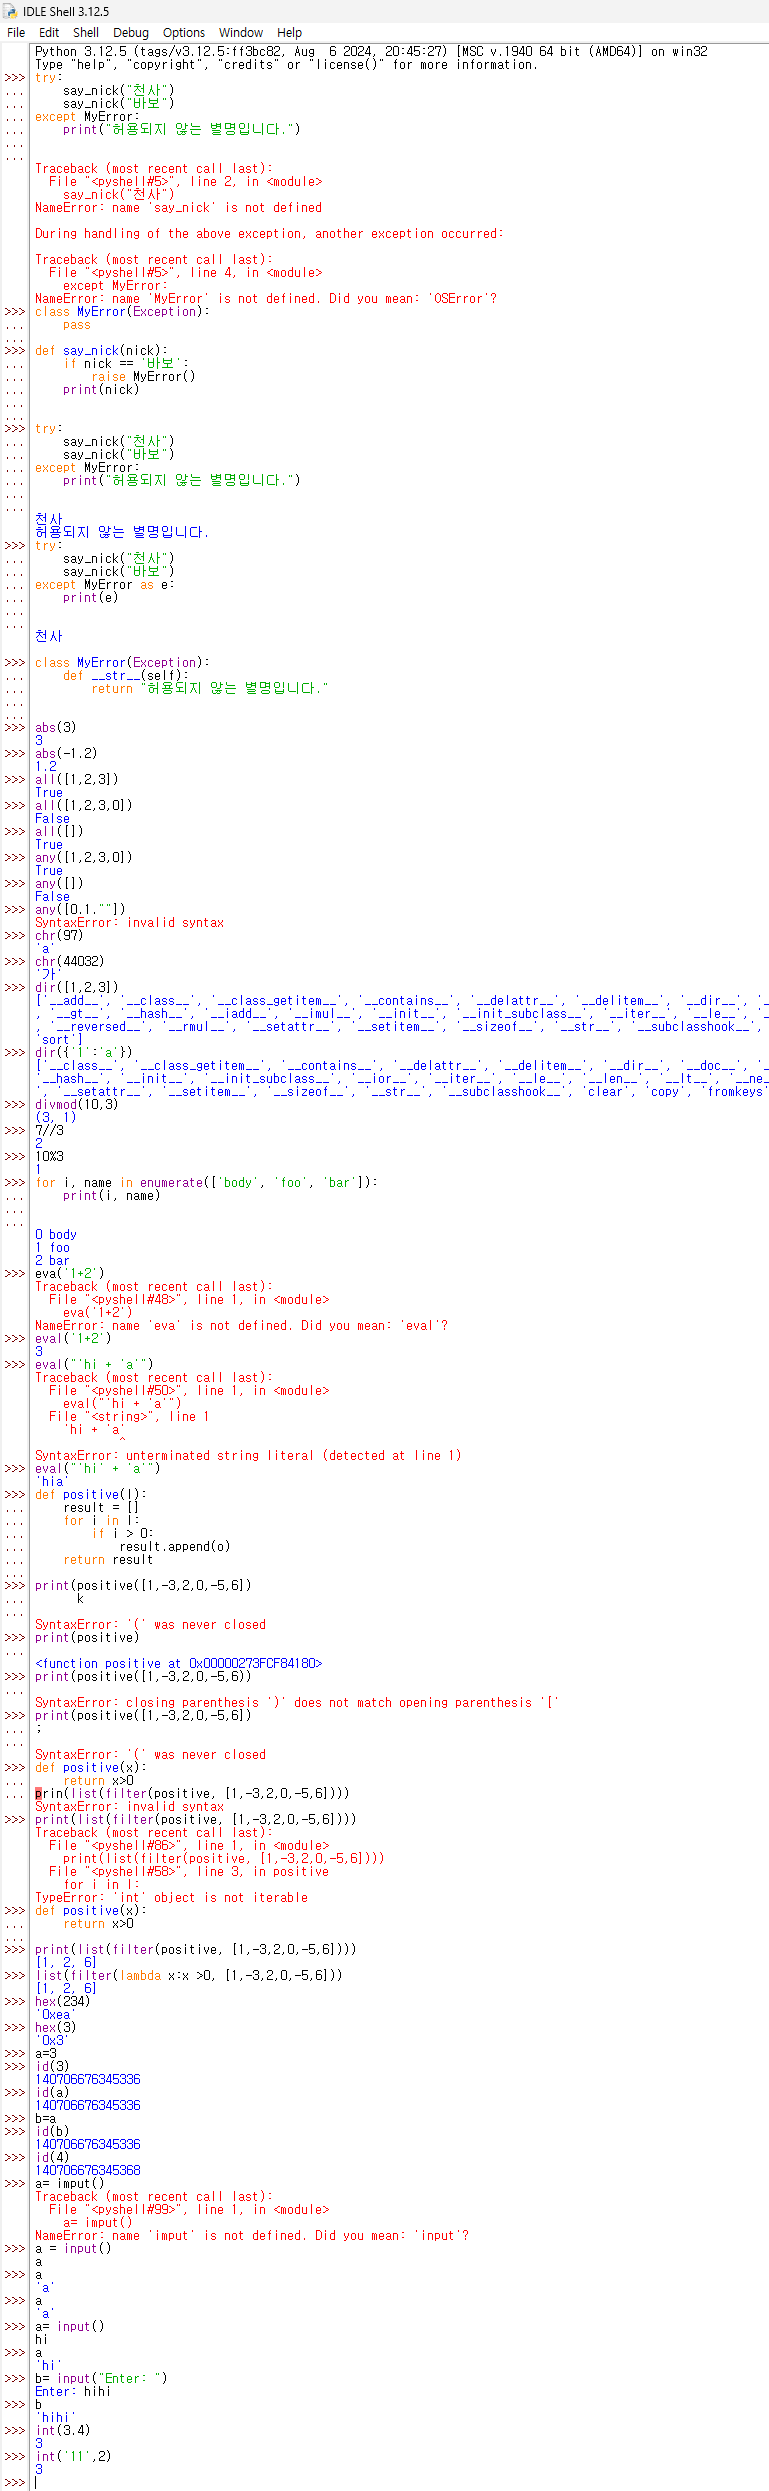 IDLE Shell 3.12.5
File Edit Shell Debug Options Window Help
Python 3.12.5 (tags/v3.12.5:ff3bc82, Aug  6 2024, 20:45:27) [MSC v.1940 64 bit (AMD64)] on win32
Type "help", "copyright", "credits" or "license()" for more information.
>>> try:
...     say_nick("천사")
...     say_nick("바보")
... except MyError:
...     print("허용되지 않는 별명입니다.")
...
...
Traceback (most recent call last):
  File "<pyshell#5>", line 2, in <module>
    say_nick("천사")
NameError: name 'say_nick' is not defined
During handling of the above exception, another exception occurred:
Traceback (most recent call last):
  File "<pyshell#5>", line 4, in <module>
    except MyError:
NameError: name 'MyError' is not defined. Did you mean: 'OSError'?
>>> class MyError(Exception):
...     pass
...
>>> def say_nick(nick):
...     if nick == '바보':
...         raise MyError()
...     print(nick)
...
...
>>> try:
...     say_nick("천사")
...     say_nick("바보")
... except MyError:
...     print("허용되지 않는 별명입니다.")
...
...
천사
허용되지 않는 별명입니다.
>>> try:
...     say_nick("천사")
...     say_nick("바보")
... except MyError as e:
...     print(e)
...
...
천사
>>> class MyError(Exception):
...     def __str__(self):
...         return "허용되지 않는 별명입니다."
...
...
>>> abs(3)
3
>>> abs(-1.2)
1.2
>>> all([1,2,3])
True
>>> all([1,2,3,0])
False
>>> all([])
True
>>> any([1,2,3,0])
True
>>> any([])
False
>>> any([0.1.""])
SyntaxError: invalid syntax
>>> chr(97)
'a'
>>> chr(44032)
'가'
>>> dir([1,2,3])
['__add__', '__class__', '__class_getitem__', '__contains__', '__delattr__', '__delitem__', '__dir__', '_
, '__gt__', '__hash__', '__iadd__', '__imul__', '__init__', '__init_subclass__', '__iter__', '__le__', '_
, '__reversed__', '__rmul__', '__setattr__', '__setitem__', '__sizeof__', '__str__', '__subclasshook__',
'sort']
>>> dir({'1':'a'})
['__class__', '__class_getitem__', '__contains__', '__delattr__', '__delitem__', '__dir__', '__doc__', '_
'__hash__', '__init__', '__init_subclass__', '__ior__', '__iter__', '__le__', '__len__', '__lt__', '__ne_
', '__setattr__', '__setitem__', '__sizeof__', '__str__', '__subclasshook__', 'clear', 'copy', 'fromkeys'
>>> divmod(10,3)
(3, 1)
>>> 7//3
2
>>> 10%3
1
>>> for i, name in enumerate(['body', 'foo', 'bar']):
...     print(i, name)
...
...
0 body
1 foo
2 bar
>>> eva('1+2')
Traceback (most recent call last):
  File "<pyshell#48>", line 1, in <module>
    eva('1+2')
NameError: name 'eva' is not defined. Did you mean: 'eval'?
>>> eval('1+2')
3
>>> eval("'hi + 'a'")
Traceback (most recent call last):
  File "<pyshell#50>", line 1, in <module>
    eval("'hi + 'a'")
  File "<string>", line 1
    'hi + 'a'
            ^
SyntaxError: unterminated string literal (detected at line 1)
>>> eval("'hi' + 'a'")
'hia'
>>> def positive(l):
...     result = []
...     for i in l:
...         if i > 0:
...             result.append(o)
...     return result
...
>>> print(positive([1,-3,2,0,-5,6])
...       k
...
SyntaxError: '(' was never closed
>>> print(positive)
...
<function positive at 0x00000273FCF84180>
>>> print(positive([1,-3,2,0,-5,6))
...
SyntaxError: closing parenthesis ')' does not match opening parenthesis '['
>>> print(positive([1,-3,2,0,-5,6])
... ;
...
SyntaxError: '(' was never closed
>>> def positive(x):
...     return x>0
... prin(list(filter(positive, [1,-3,2,0,-5,6])))
SyntaxError: invalid syntax
>>> print(list(filter(positive, [1,-3,2,0,-5,6])))
Traceback (most recent call last):
  File "<pyshell#86>", line 1, in <module>
    print(list(filter(positive, [1,-3,2,0,-5,6])))
  File "<pyshell#58>", line 3, in positive
    for i in l:
TypeError: 'int' object is not iterable
>>> def positive(x):
...     return x>0
...
>>> print(list(filter(positive, [1,-3,2,0,-5,6])))
[1, 2, 6]
>>> list(filter(lambda x:x >0, [1,-3,2,0,-5,6]))
[1, 2, 6]
>>> hex(234)
'0xea'
>>> hex(3)
'0x3'
>>> a=3
>>> id(3)
140706676345336
>>> id(a)
140706676345336
>>> b=a
>>> id(b)
140706676345336
>>> id(4)
140706676345368
>>> a= imput()
Traceback (most recent call last):
  File "<pyshell#99>", line 1, in <module>
    a= imput()
NameError: name 'imput' is not defined. Did you mean: 'input'?
>>> a = input()
a
>>> a
'a'
>>> a
'a'
>>> a= input()
hi
>>> a
'hi'
>>> b= input("Enter: ")
Enter: hihi
>>> b
'hihi'
>>> int(3.4)
3
>>> int('11',2)
3
>>>